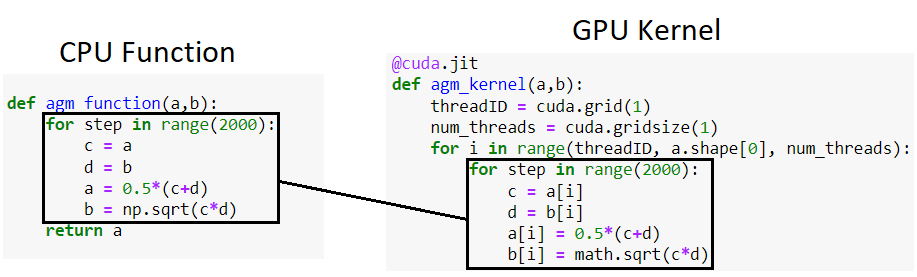 CPU Function
def agm_function(a,b):
    for step in range(2000):
        c = a
        d = b
        a = 0.5*(c+d)
        b = np.sqrt(c*d)
    return a
GPU Kernel
@cuda.jit
def agm_kernel(a,b):
    threadID = cuda.grid(1)
    num_threads = cuda.gridsize(1)
    for i in range(threadID, a.shape[0], num_threads):
        for step in range(2000):
            c = a[i]
            d = b[i]
            a[i] = 0.5*(c+d)
            b[i] = math.sqrt(c*d)